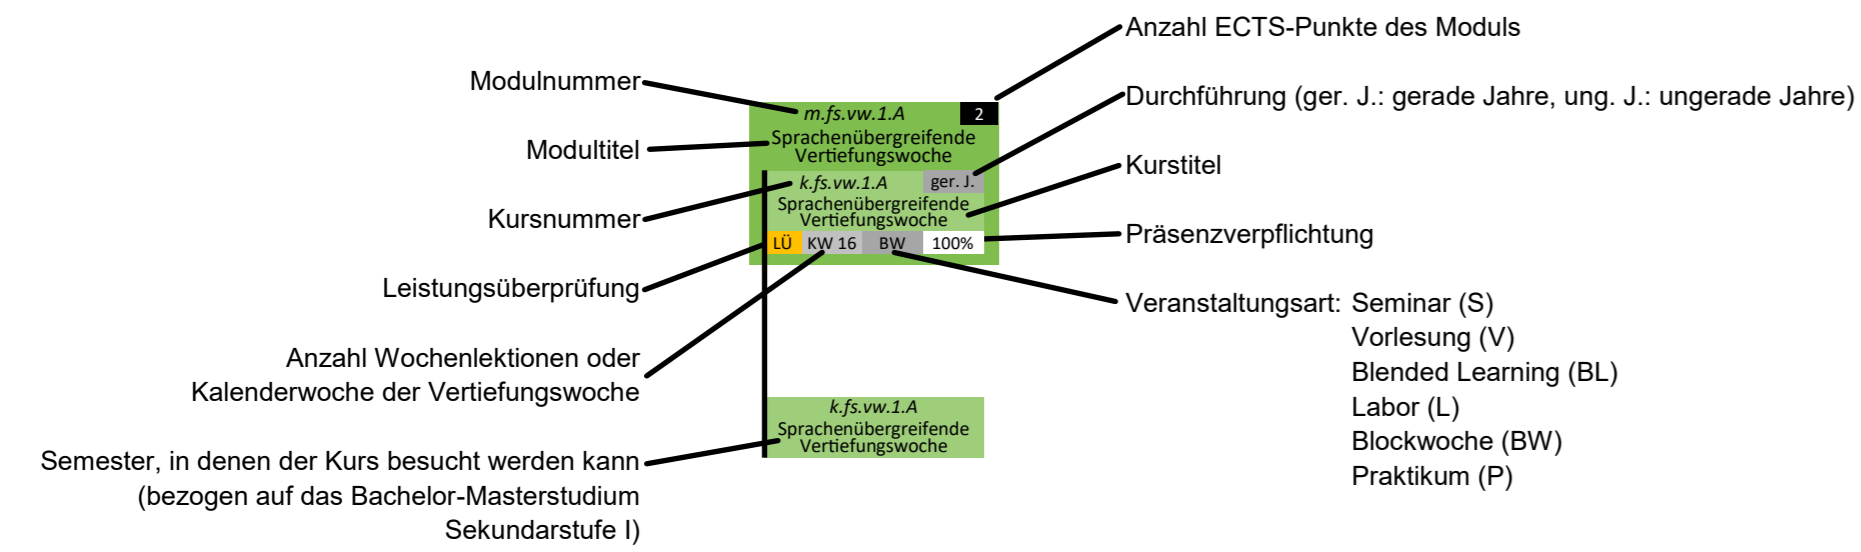 Anzahl ECTS-Punkte des Moduls
Modulnummer
Durchführung (ger. J.: gerade Jahre, ung. J.: ungerade Jahre)
m.fs.vw.1.A 2
Sprachenübergreifende
Vertiefungswoche
Modultitel
Kurstitel
k.fs.vw.1.A ger. J.
Sprachenübergreifende
Vertiefungswoche
Kursnummer
Präsenzverpflichtung
LÜ KW 16 BW 100%
Leistungsüberprüfung
Veranstaltungsart: Seminar (S)
Vorlesung (V)
Blended Learning (BL)
Labor (L)
Blockwoche (BW)
Praktikum (P)
Anzahl Wochenlektionen oder
Kalenderwoche der Vertiefungswoche
k.fs.vw.1.A
Sprachenübergreifende
Vertiefungswoche
Semester, in denen der Kurs besucht werden kann
(bezogen auf das Bachelor-Masterstudium
Sekundarstufe I)